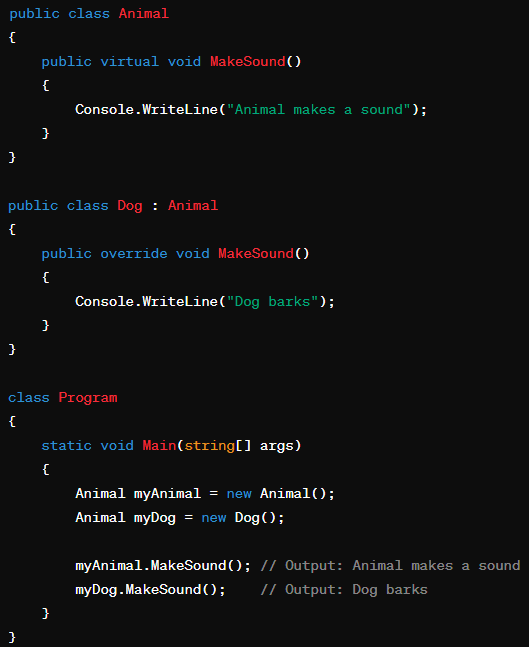 public class Animal
{
    public virtual void MakeSound()
    {
        Console.WriteLine("Animal makes a sound");
    }
}

public class Dog : Animal
{
    public override void MakeSound()
    {
        Console.WriteLine("Dog barks");
    }
}

class Program
{
    static void Main(string[] args)
    {
        Animal myAnimal = new Animal();
        Animal myDog = new Dog();

        myAnimal.MakeSound(); // Output: Animal makes a sound
        myDog.MakeSound();    // Output: Dog barks
    }
}